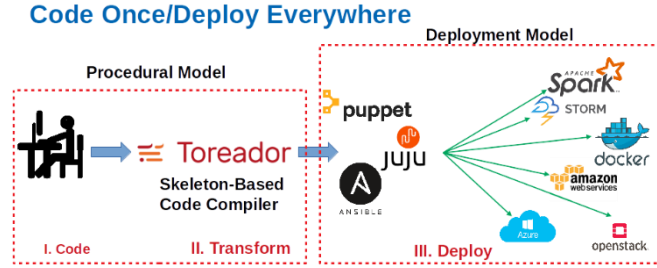 Code Once/Deploy Everywhere
Deployment Model
Procedural Model
APACHE
Spark
STORM
puppet
Toreador
JUJU
docker
Skeleton-Based
Code Compiler
ANSIBLE
amazon
webservices
Azure
openstack
I. Code
II. Transform
III. Deploy